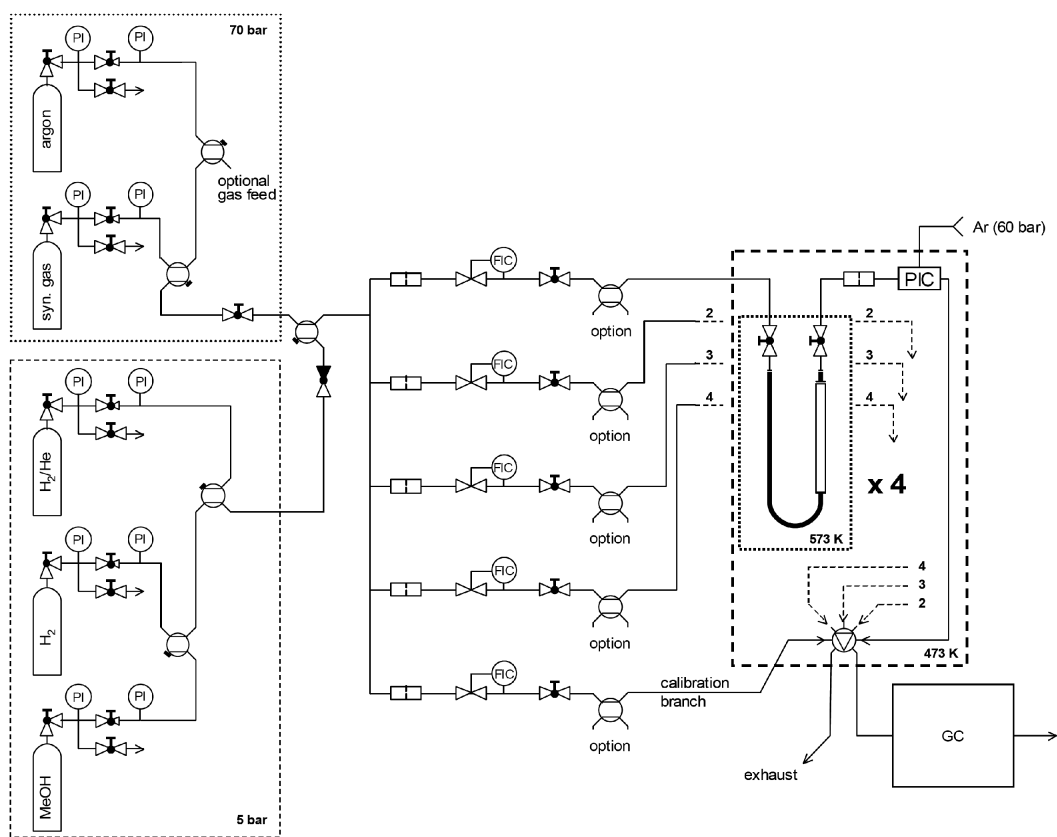 70 bar
PI
PI
argon
optional
gas feed
PI
PI
syn. gas
PI
PI
H2/He
PI
PI
H2
PI
PI
MeOH
5 bar
FIC
option
FIC
option
FIC
option
FIC
option
FIC
option
calibration
branch
2
3
4
Ar (60 bar)
PIC
2
3
4
x 4
573 K
4
3
2
473 K
GC
exhaust